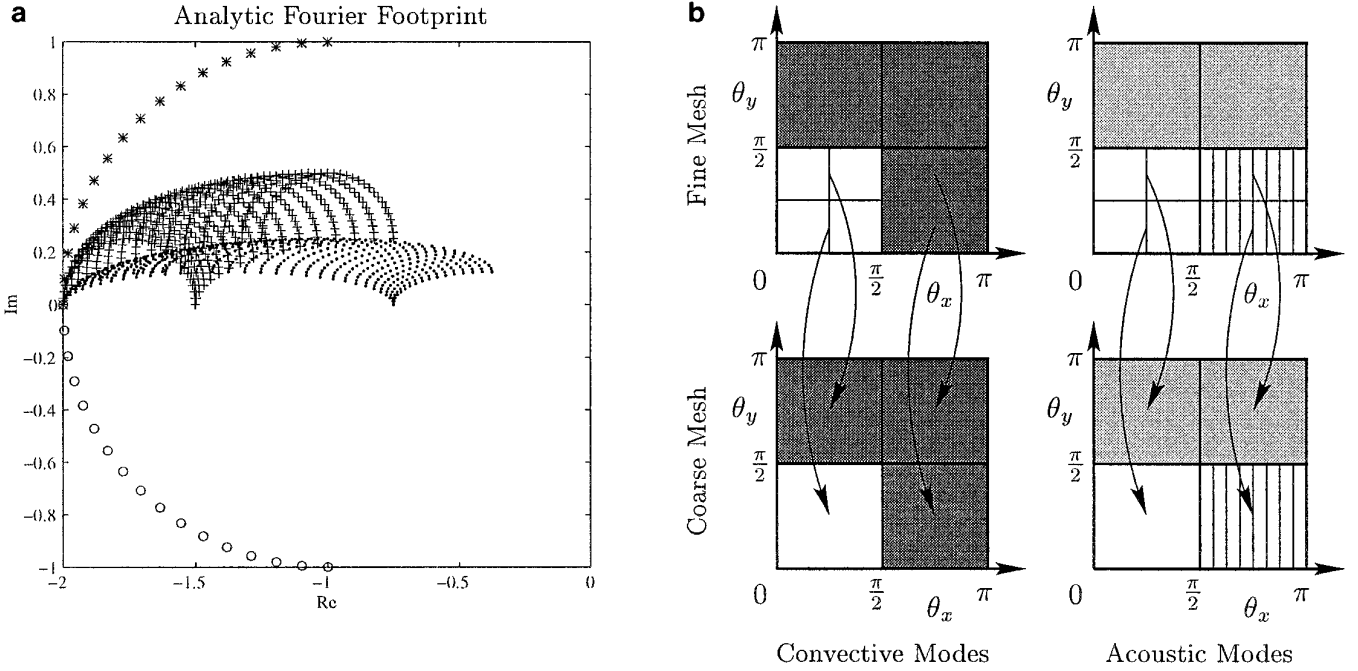 a
Analytic Fourier Footprint
1
0.8
0.6
0.4
0.2
0
−0.2
−0.4
−0.6
−0.8
−1
Im
−2
−1.5
−1
−0.5
0
Re
b
Fine Mesh
π
θy
π/2
0
π/2
θx
π
π
θy
π/2
0
π/2
θx
π
Coarse Mesh
π
θy
π/2
0
π/2
θx
π
π
θy
π/2
0
π/2
θx
π
Convective Modes
Acoustic Modes